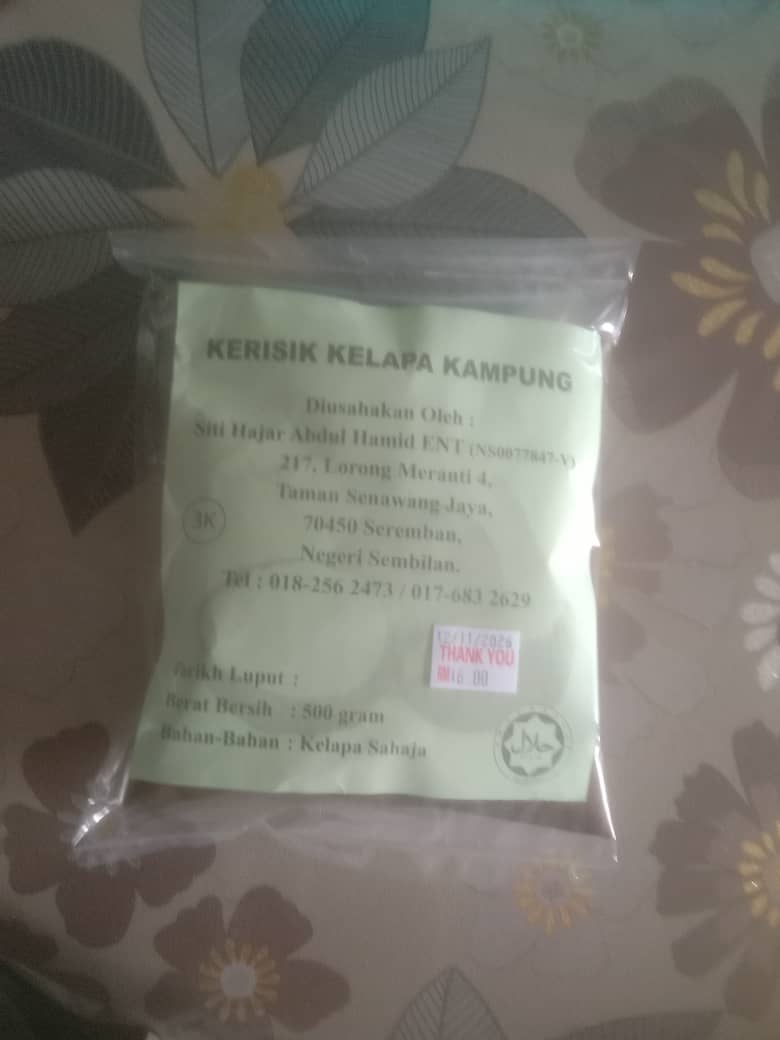 KERISIK KELAPA KAMPUNG
Diusahakan Oleh :
Siti Hajar Abdul Hamid ENT (NS0077847-V)
217, Lorong Meranti 4,
Taman Senawang Jaya,
70450 Seremban,
Negeri Sembilan.
Tel : 018-256 2473 / 017-683 2629
3K
12/11/2026
THANK YOU
RM16.00
Tarikh Luput :
Berat Bersih : 500 gram
Bahan-Bahan : Kelapa Sahaja
حلال